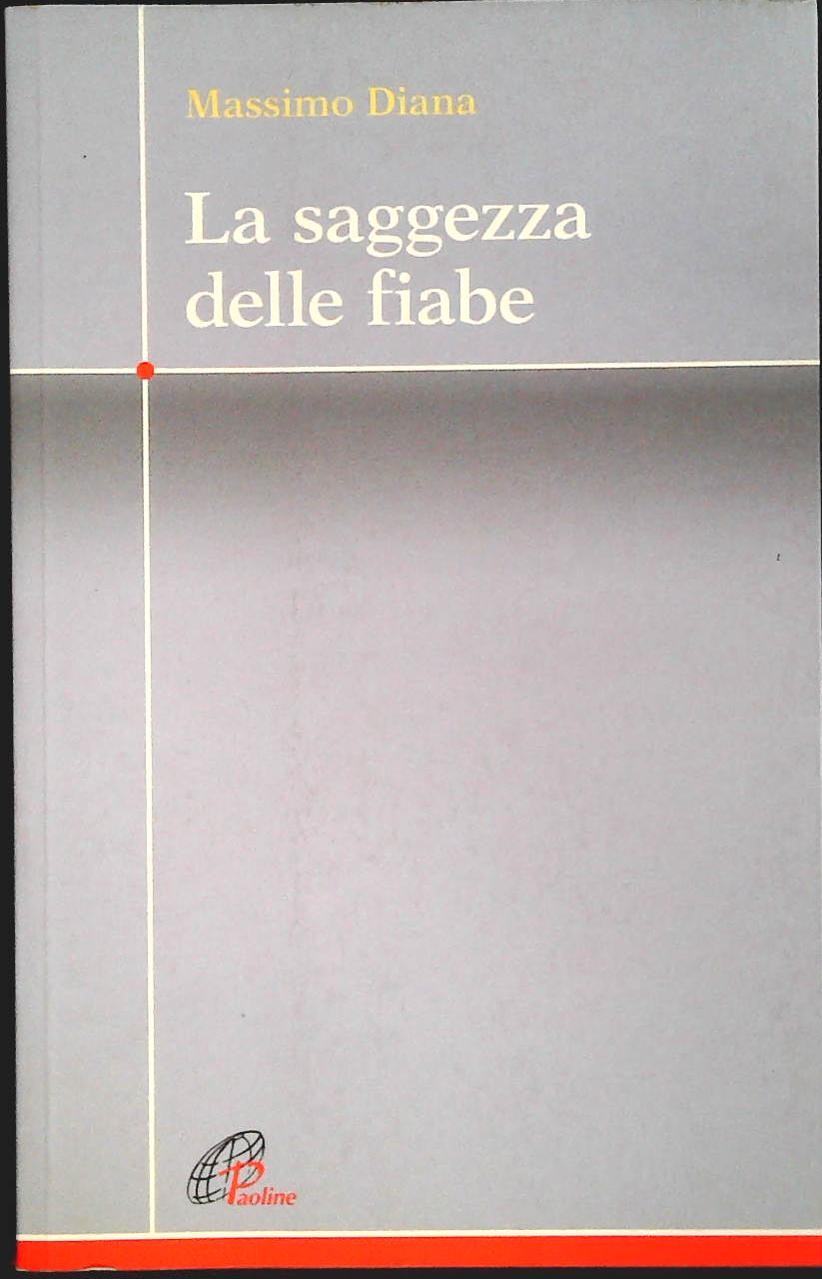 Massimo Diana
La saggezza
delle fiabe
Paoline